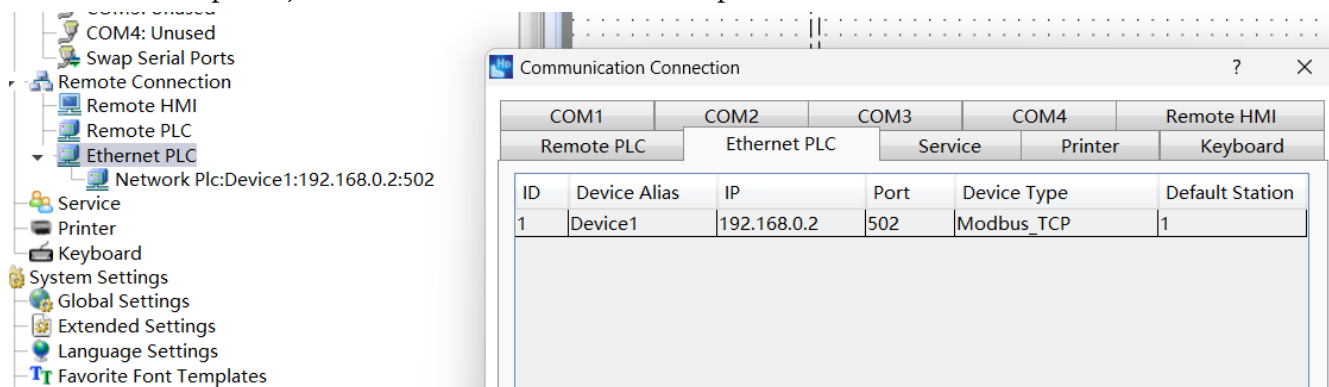 COM4: Unused
Swap Serial Ports
Remote Connection
Remote HMI
Remote PLC
Ethernet PLC
Network Plc:Device1:192.168.0.2:502
Service
Printer
Keyboard
System Settings
Global Settings
Extended Settings
Language Settings
Favorite Font Templates
Communication Connection
COM1 COM2 COM3 COM4 Remote HMI
Remote PLC Ethernet PLC Service Printer Keyboard
ID Device Alias IP Port Device Type Default Station
1 Device1 192.168.0.2 502 Modbus_TCP 1